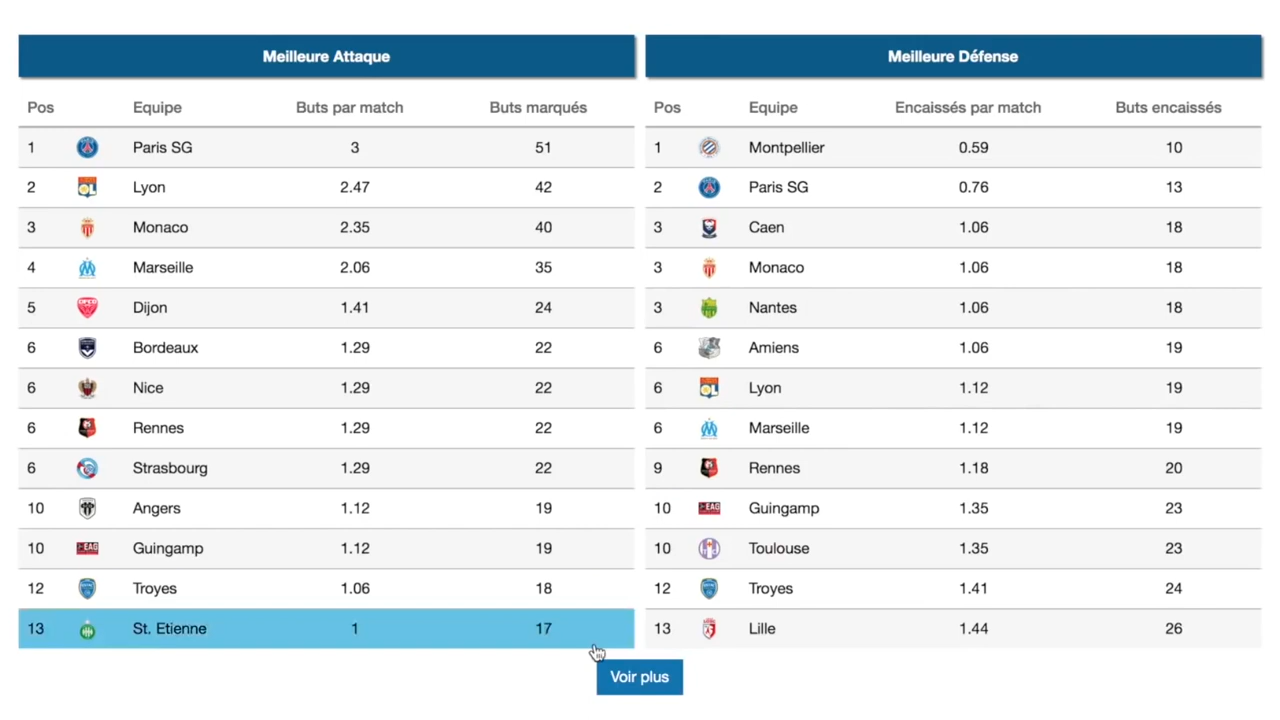 Meilleure Attaque
Pos Equipe Buts par match Buts marqués
1 Paris SG 3 51
2 Lyon 2.47 42
3 Monaco 2.35 40
4 Marseille 2.06 35
5 Dijon 1.41 24
6 Bordeaux 1.29 22
6 Nice 1.29 22
6 Rennes 1.29 22
6 Strasbourg 1.29 22
10 Angers 1.12 19
10 EAG Guingamp 1.12 19
12 Troyes 1.06 18
13 St. Etienne 1 17
Meilleure Défense
Pos Equipe Encaissés par match Buts encaissés
1 Montpellier 0.59 10
2 Paris SG 0.76 13
3 Caen 1.06 18
3 Monaco 1.06 18
3 Nantes 1.06 18
6 Amiens 1.06 19
6 Lyon 1.12 19
6 Marseille 1.12 19
9 Rennes 1.18 20
10 EAG Guingamp 1.35 23
10 Toulouse 1.35 23
12 Troyes 1.41 24
13 Lille 1.44 26
Voir plus